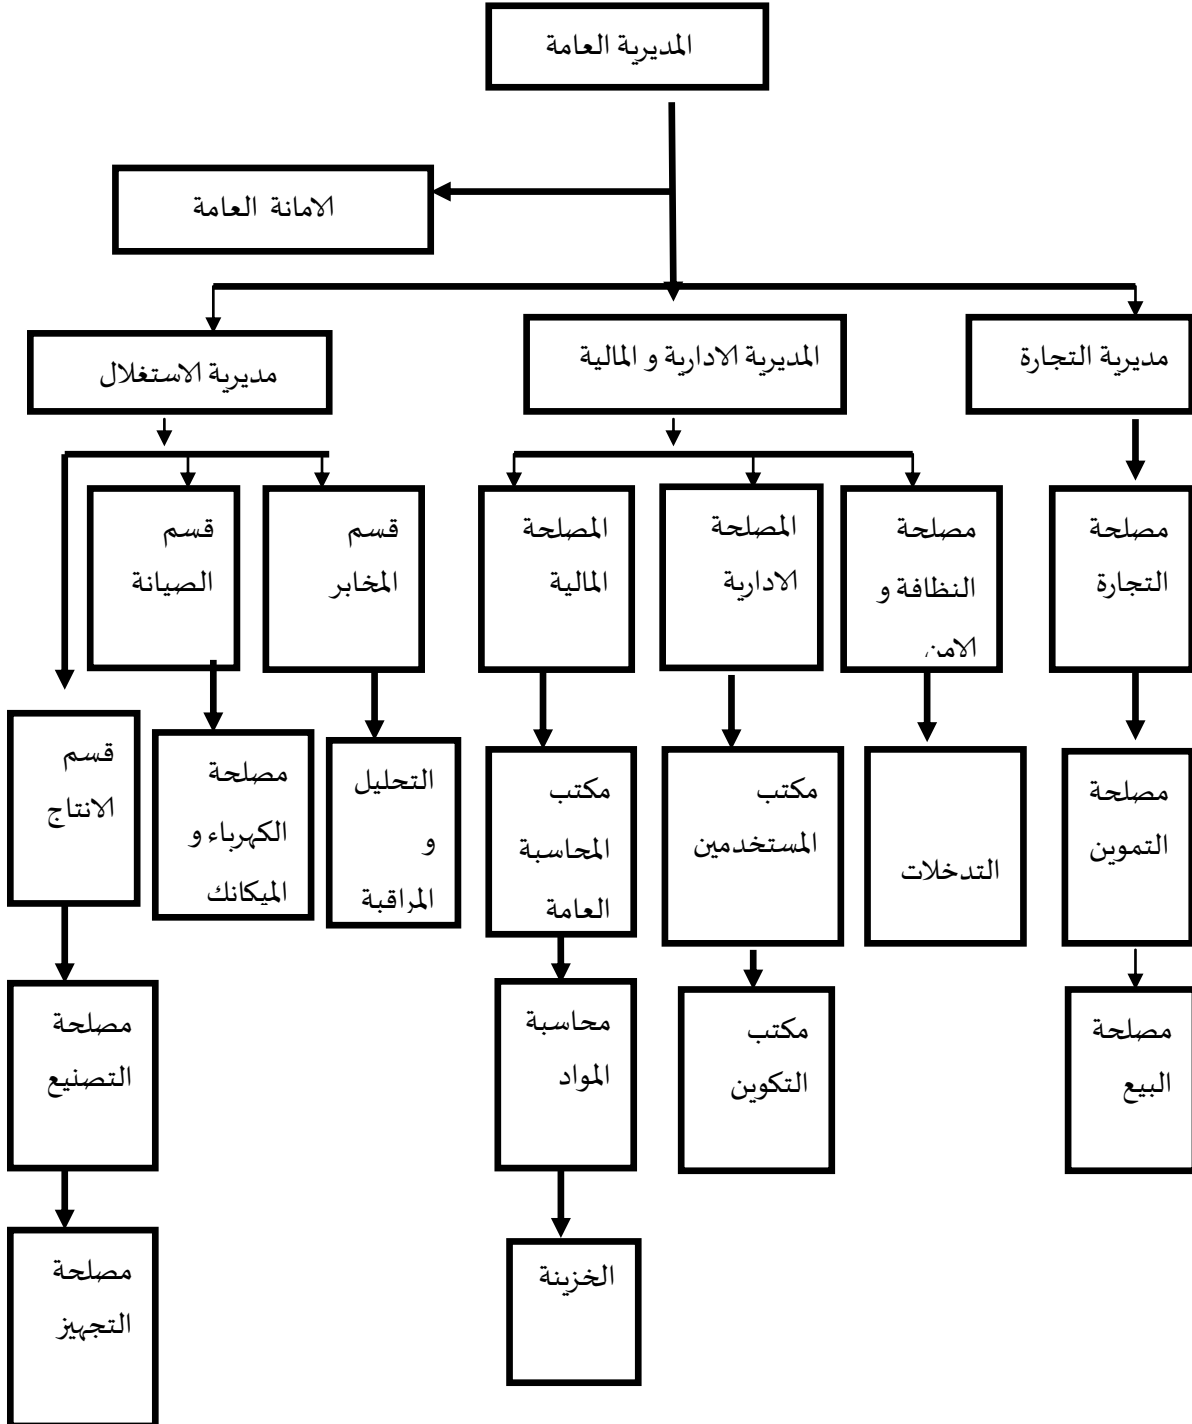 المديرية العامة
الامانة العامة
مديرية التجارة
المديرية الادارية و المالية
مديرية الاستغلال
مصلحة
التجارة
مصلحة
النظافة و
الامن
المصلحة
الادارية
المصلحة
المالية
قسم
المخابر
قسم
الصيانة
مصلحة
التموين
التدخلات
مكتب
المستخدمين
مكتب
المحاسبة
العامة
التحليل
و
المراقبة
مصلحة
الكهرباء و
الميكانك
قسم
الانتاج
مصلحة
البيع
مكتب
التكوين
محاسبة
المواد
مصلحة
التصنيع
الخزينة
مصلحة
التجهيز